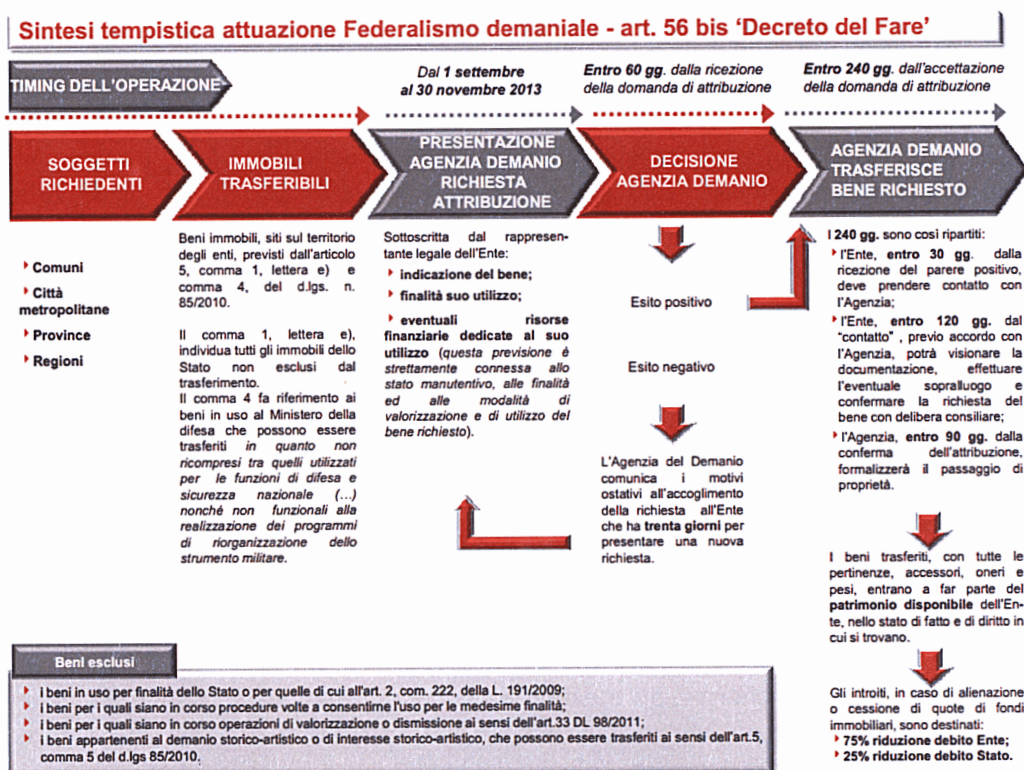 Sintesi tempistica attuazione Federalismo demaniale - art. 56 bis ‘Decreto del Fare’
TIMING DELL'OPERAZIONE
Dal 1 settembre
al 30 novembre 2013
Entro 60 gg. dalla ricezione
della domanda di attribuzione
Entro 240 gg. dall'accettazione
della domanda di attribuzione
SOGGETTI
RICHIEDENTI
IMMOBILI
TRASFERIBILI
PRESENTAZIONE
AGENZIA DEMANIO
RICHIESTA
ATTRIBUZIONE
DECISIONE
AGENZIA DEMANIO
AGENZIA DEMANIO
TRASFERISCE
BENE RICHIESTO
Comuni
Città
metropolitane
Province
Regioni
Beni immobili, siti sul territorio
degli enti, previsti dall'articolo
5, comma 1, lettera e) e
comma 4, del d.lgs. n.
85/2010.
Il comma 1, lettera e),
individua tutti gli immobili dello
Stato non esclusi dal
trasferimento.
Il comma 4 fa riferimento ai
beni in uso al Ministero della
difesa che possono essere
trasferiti in quanto non
ricompresi tra quelli utilizzati
per le funzioni di difesa e
sicurezza nazionale (...)
nonché non funzionali alla
realizzazione dei programmi
di riorganizzazione dello
strumento militare.
Sottoscritta dal rappresen-
tante legale dell'Ente:
indicazione del bene;
finalità suo utilizzo;
eventuali risorse
finanziarie dedicate al suo
utilizzo (questa previsione è
strettamente connessa allo
stato manutentivo, alle finalità
ed alle modalità di
valorizzazione e di utilizzo del
bene richiesto).
Esito positivo
Esito negativo
L'Agenzia del Demanio
comunica i motivi
ostativi all'accoglimento
della richiesta all'Ente
che ha trenta giorni per
presentare una nuova
richiesta.
I 240 gg. sono così ripartiti:
l'Ente, entro 30 gg. dalla
ricezione del parere positivo,
deve prendere contatto con
l'Agenzia;
l'Ente, entro 120 gg. dal
"contatto" , previo accordo con
l'Agenzia, potrà visionare la
documentazione, effettuare
l'eventuale sopralluogo e
confermare la richiesta del
bene con delibera consiliare;
l'Agenzia, entro 90 gg. dalla
conferma dell'attribuzione,
formalizzerà il passaggio di
proprietà.
I beni trasferiti, con tutte le
pertinenze, accessori, oneri e
pesi, entrano a far parte del
patrimonio disponibile dell'En-
te, nello stato di fatto e di diritto in
cui si trovano.
Gli introiti, in caso di alienazione
o cessione di quote di fondi
immobiliari, sono destinati:
75% riduzione debito Ente;
25% riduzione debito Stato.
Beni esclusi
i beni in uso per finalità dello Stato o per quelle di cui all'art. 2, com. 222, della L. 191/2009;
i beni per i quali siano in corso procedure volte a consentirne l'uso per le medesime finalità;
i beni per i quali siano in corso operazioni di valorizzazione o dismissione ai sensi dell'art.33 DL 98/2011;
i beni appartenenti al demanio storico-artistico o di interesse storico-artistico, che possono essere trasferiti ai sensi dell'art.5,
comma 5 del d.lgs 85/2010.